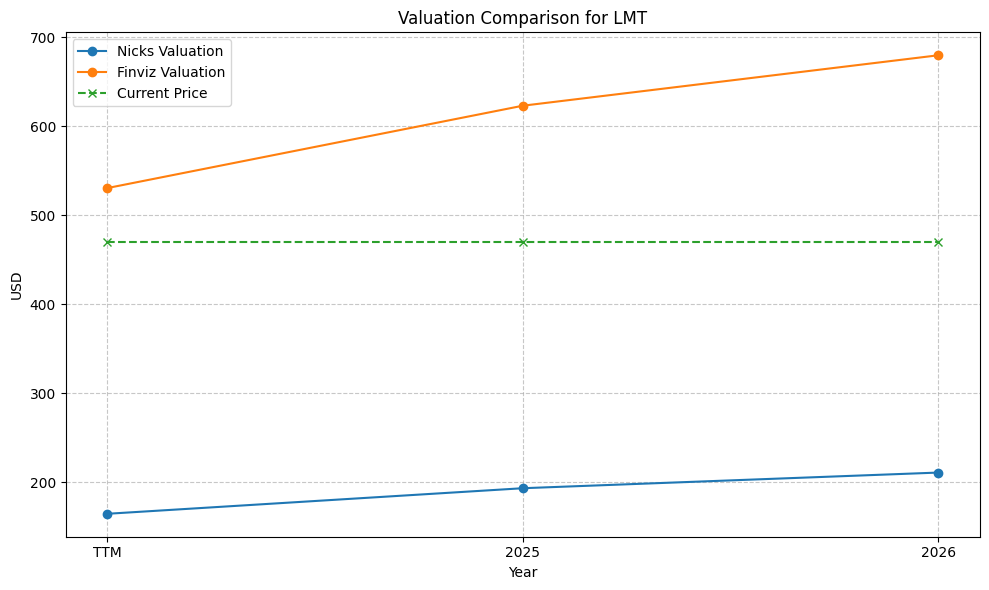 Valuation Comparison for LMT
Nicks Valuation
Finviz Valuation
Current Price
USD
700
600
500
400
300
200
TTM
2025
2026
Year